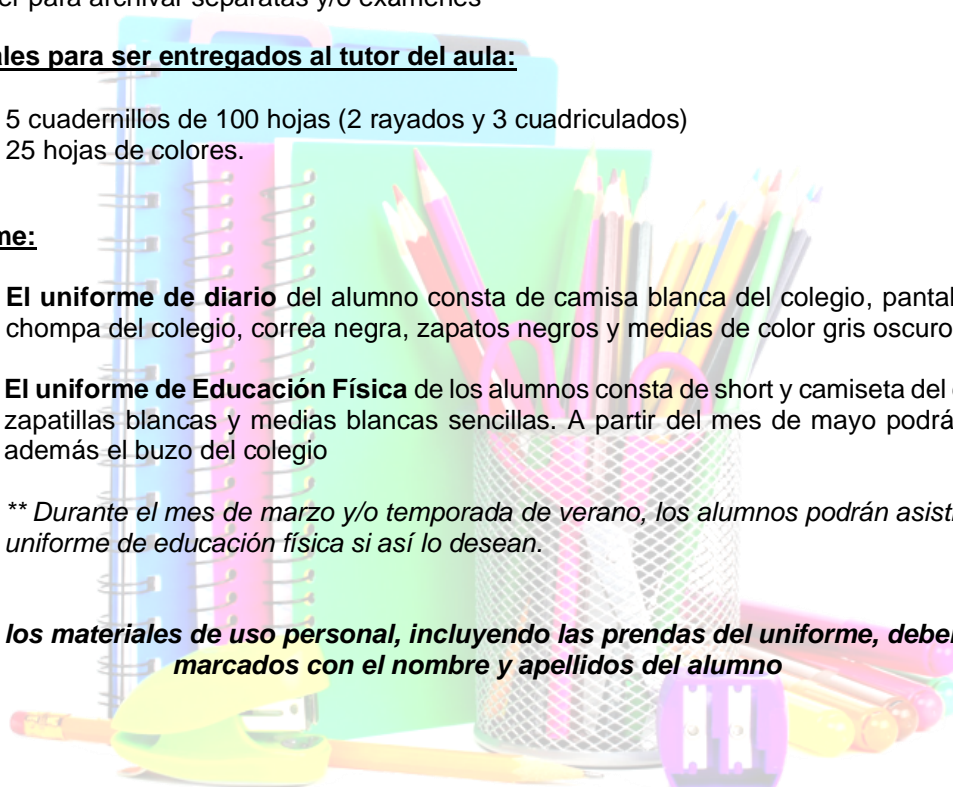 para archivar separatas y/o exámenes
para ser entregados al tutor del aula:
5 cuadernillos de 100 hojas (2 rayados y 3 cuadriculados)
25 hojas de colores.
El uniforme de diario del alumno consta de camisa blanca del colegio,
chompa del colegio, correa negra, zapatos negros y medias de color gris oscuro
El uniforme de Educación Física de los alumnos consta de short y camiseta del
zapatillas blancas y medias blancas sencillas. A partir del mes de mayo podrá
además el buzo del colegio
** Durante el mes de marzo y/o temporada de verano, los alumnos podrán
uniforme de educación física si así lo desean.
los materiales de uso personal, incluyendo las prendas del uniforme,
marcados con el nombre y apellidos del alumno